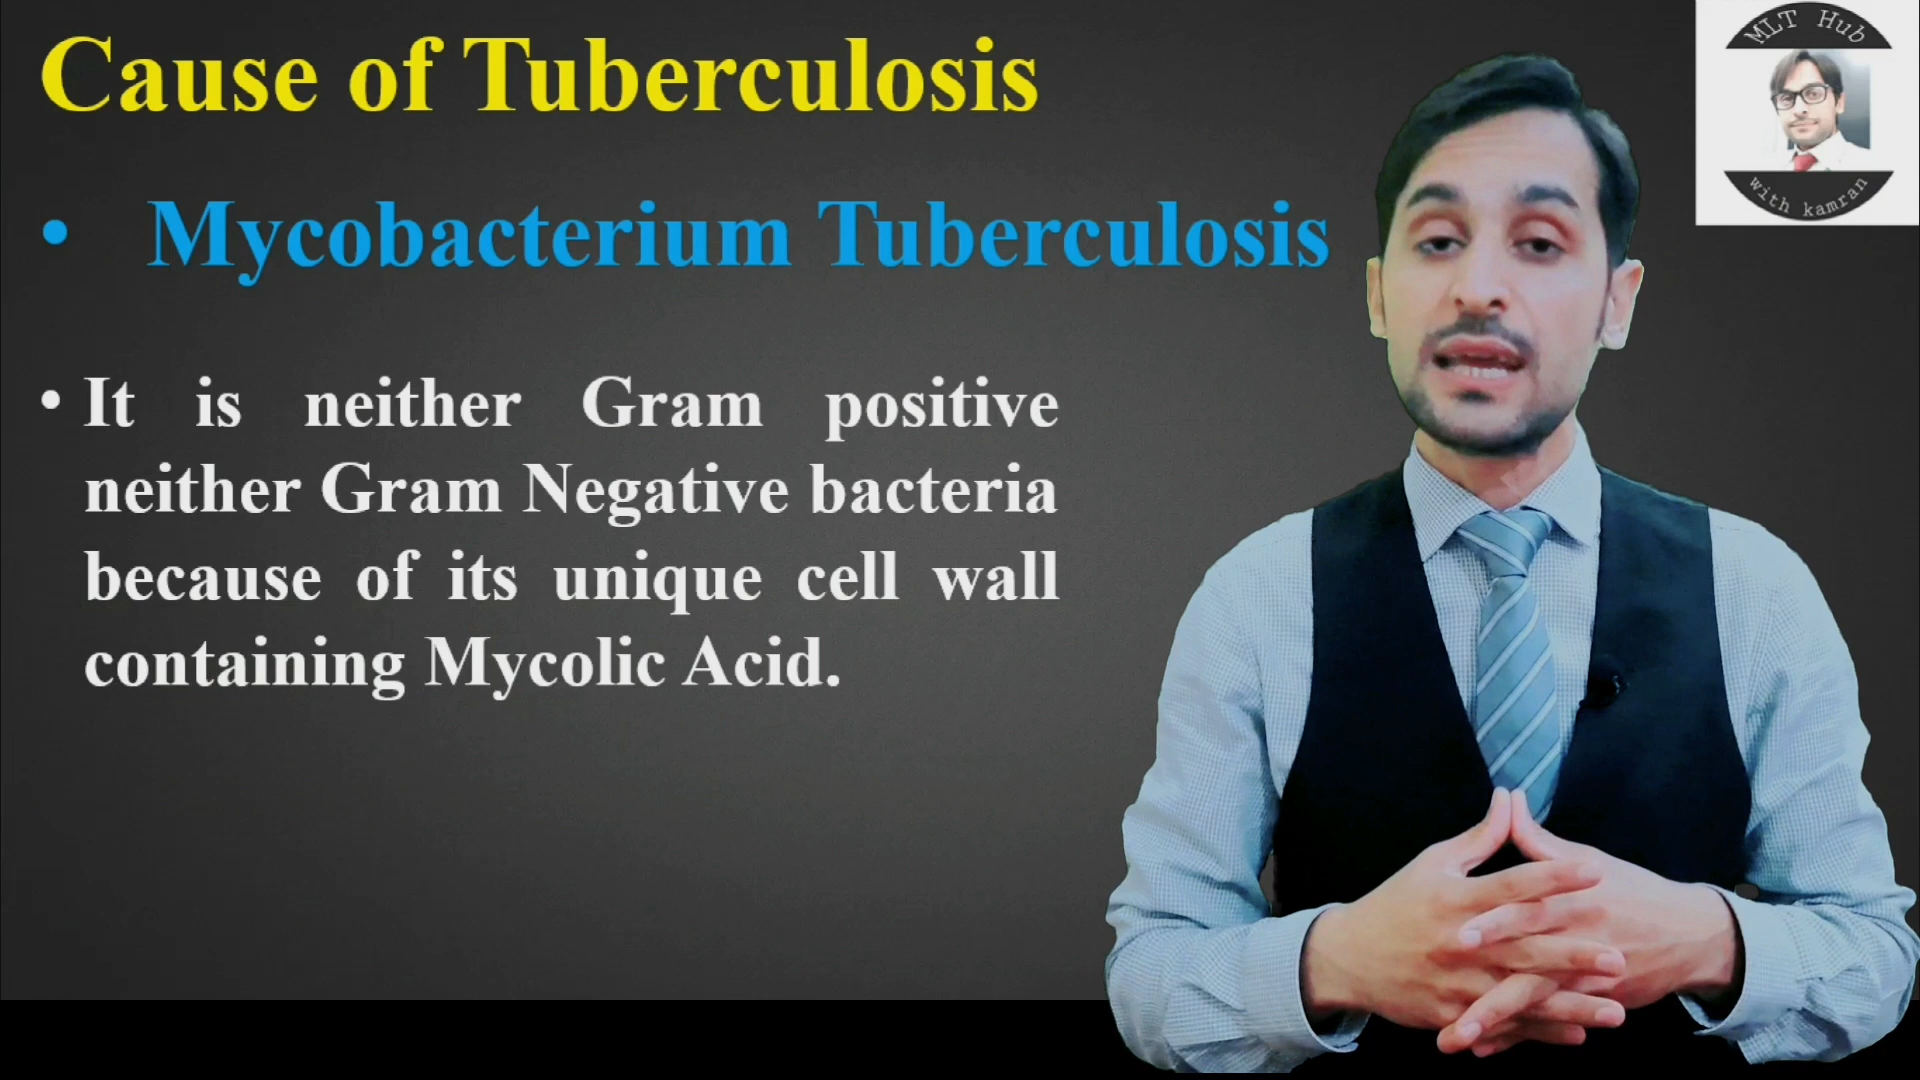 Cause of Tuberculosis
• Mycobacterium Tuberculosis
• It is neither Gram positive
neither Gram Negative bacteria
because of its unique cell wall
containing Mycolic Acid.
MLT Hub
with kamran